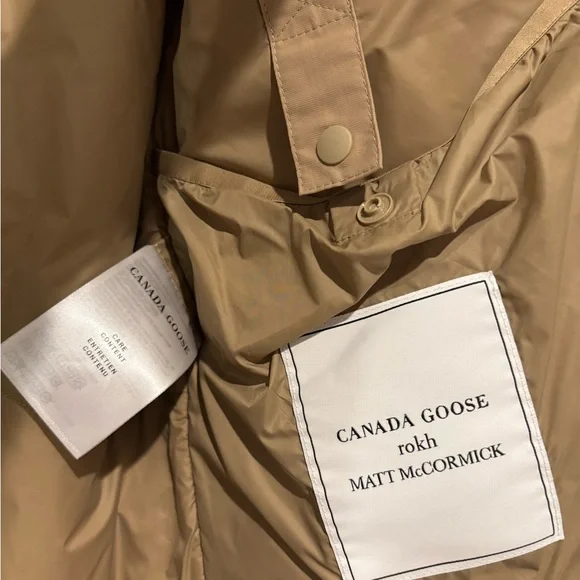 CANADA GOOSE
CARE
CONTENT
ENTRETIEN
CONTENU
CANADA GOOSE
rokh
MATT McCORMICK